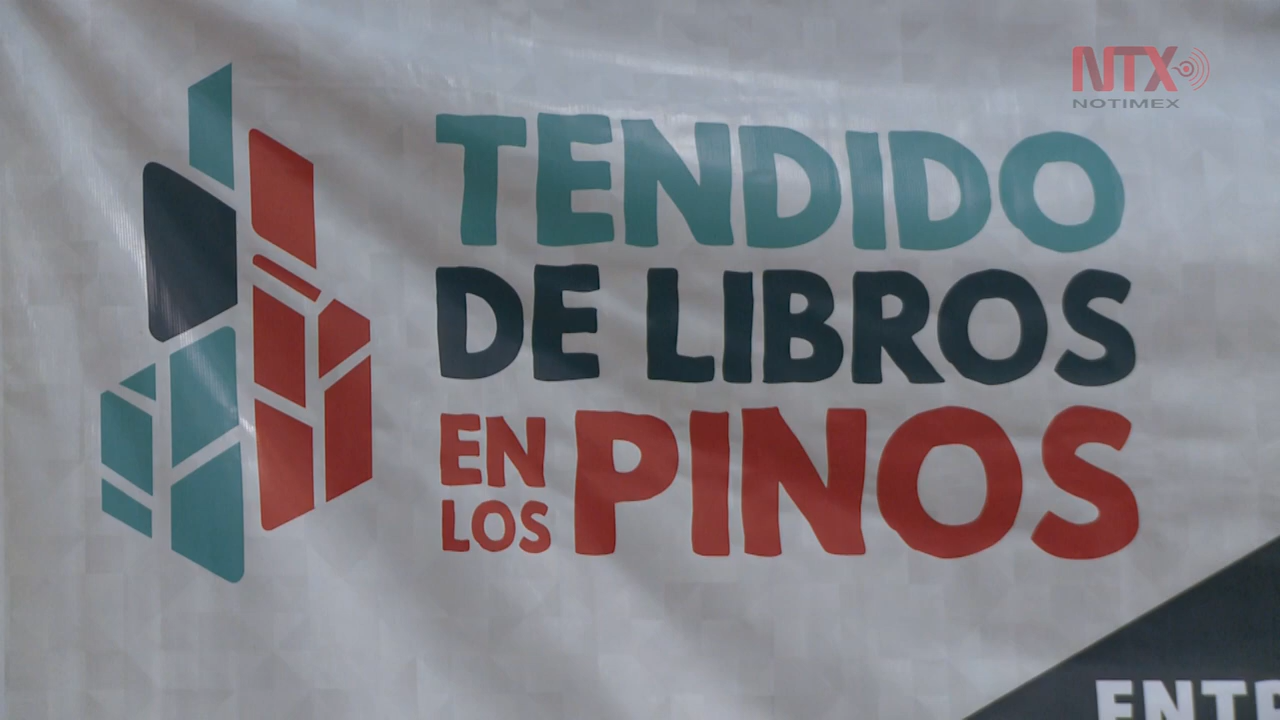 NTX
NOTIMEX
TENDIDO
DE LIBROS
EN
LOS PINOS